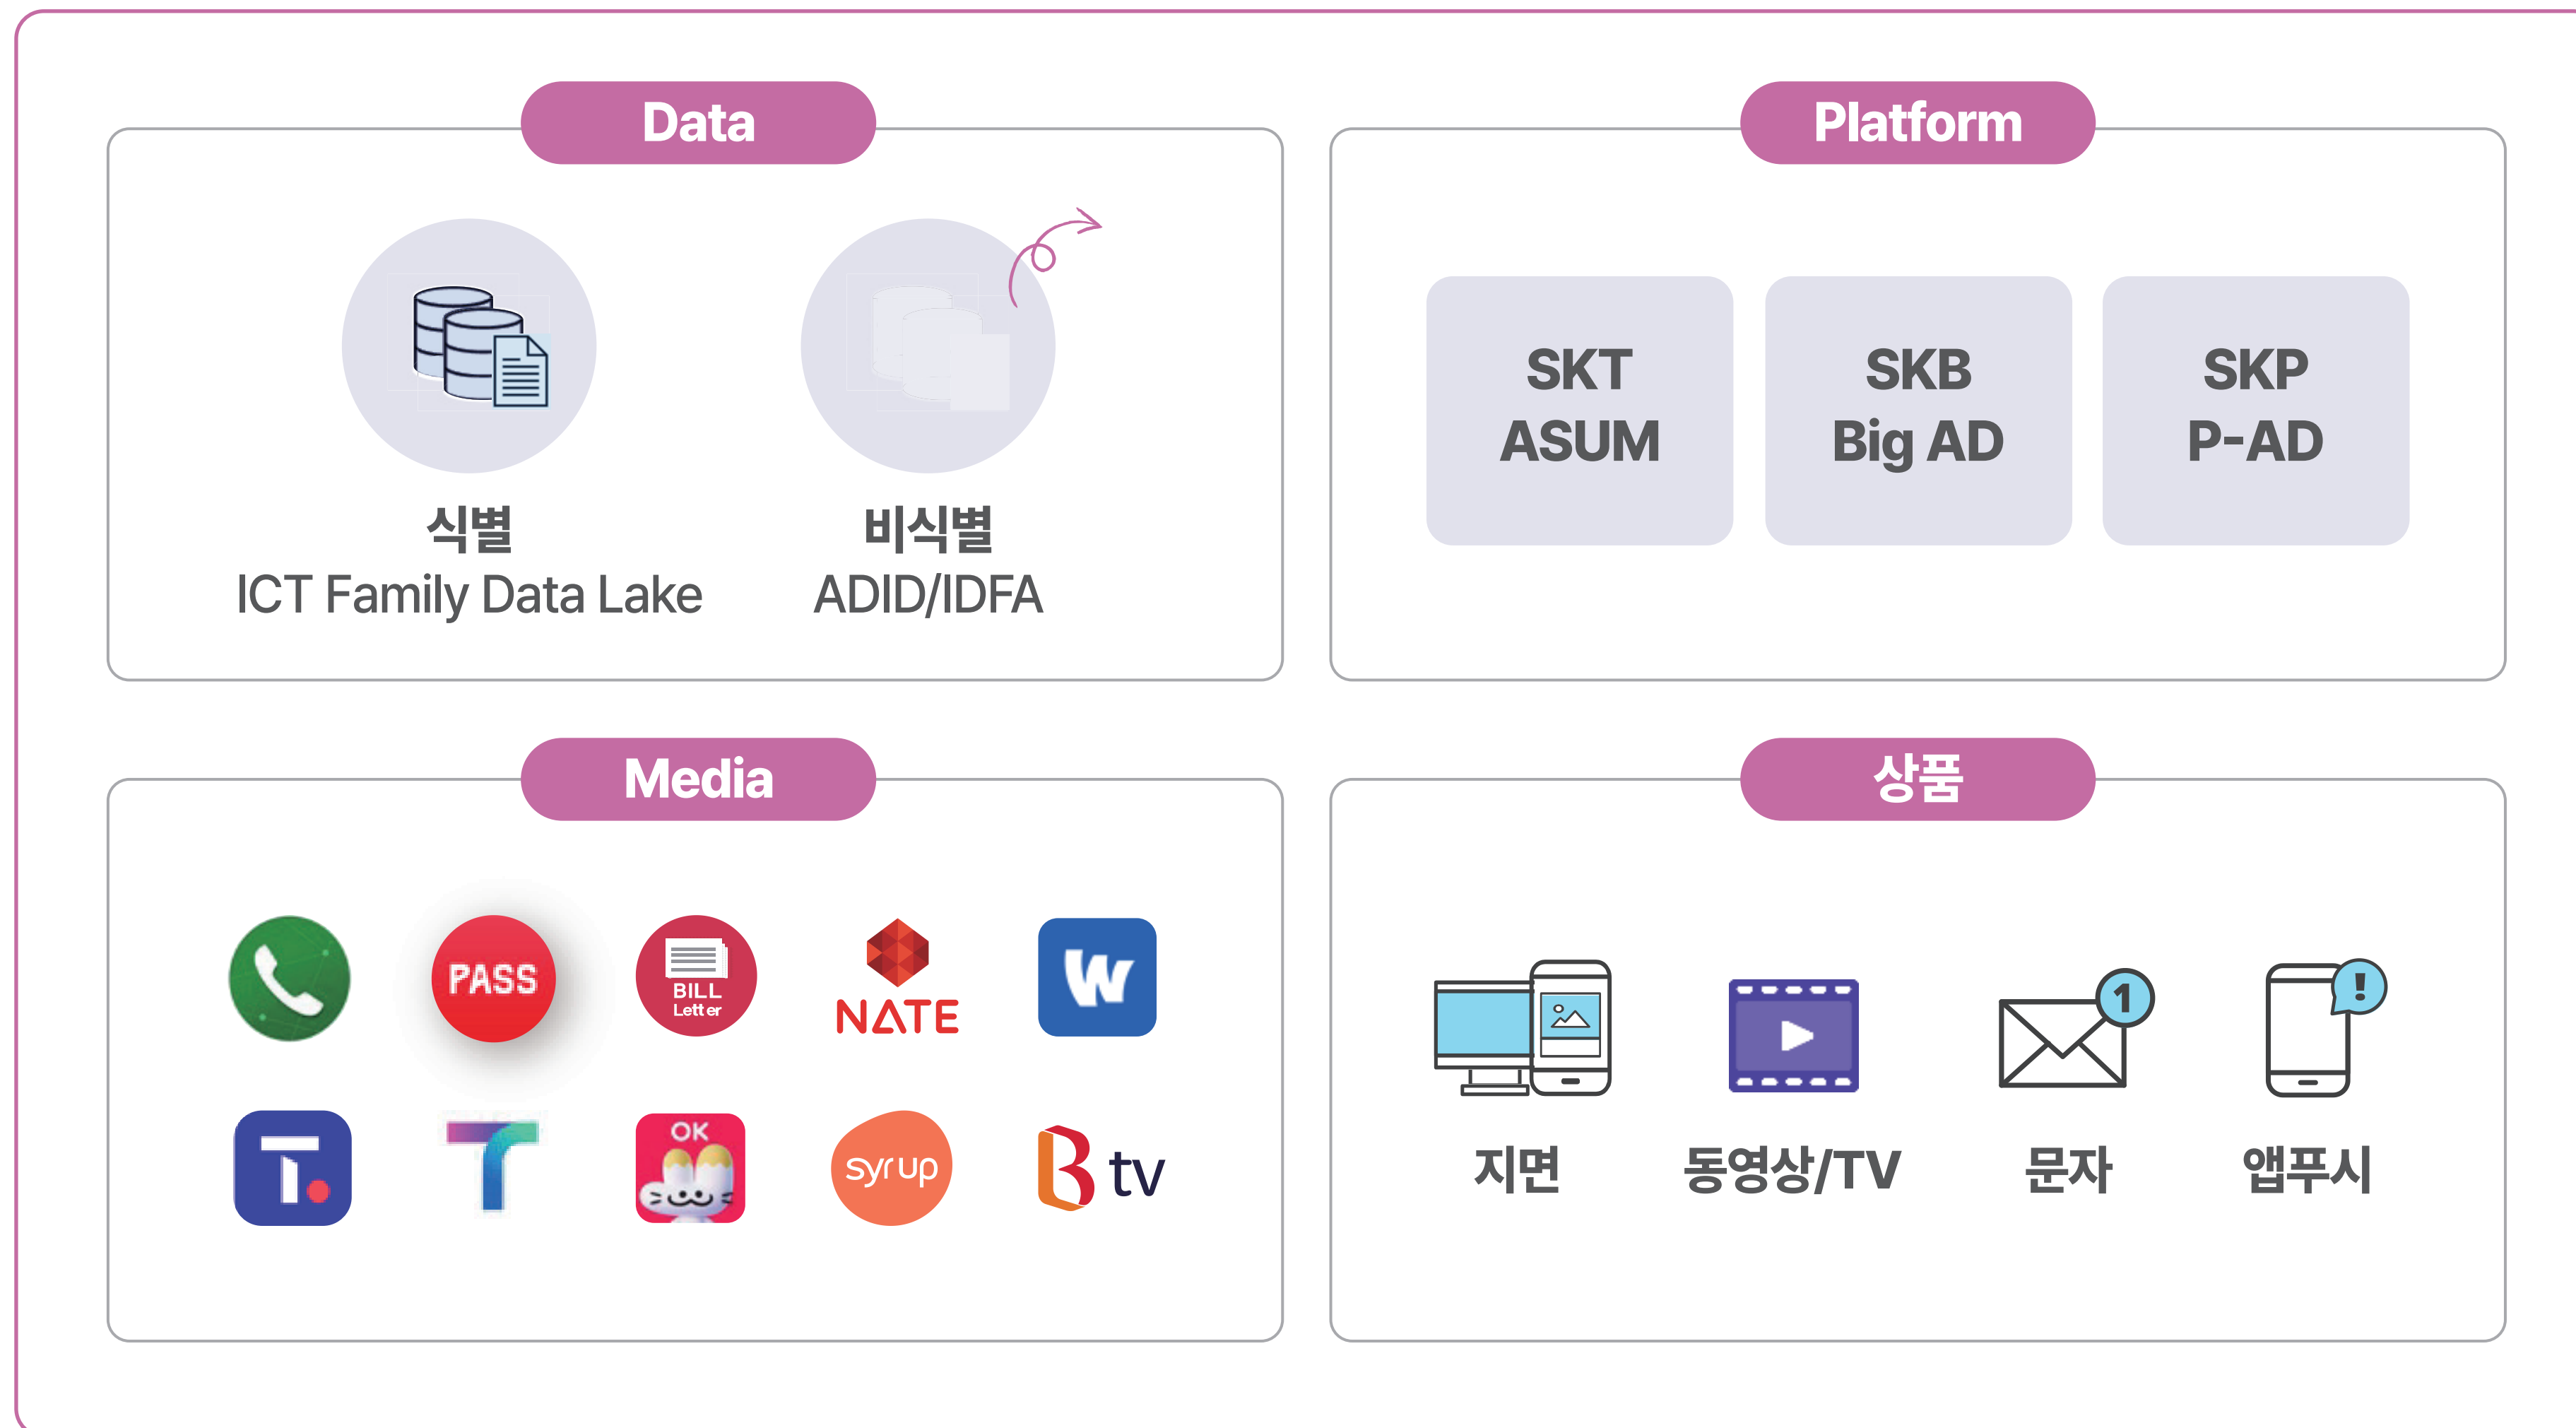 Data
식별
ICT Family Data Lake
비식별
ADID/IDFA
Platform
SKT
ASUM
SKB
Big AD
SKP
P-AD
Media
PASS
BILL
Letter
NATE
W
T.
T
OK
syrup
B tv
상품
1
!
지면
동영상/TV
문자
앱푸시